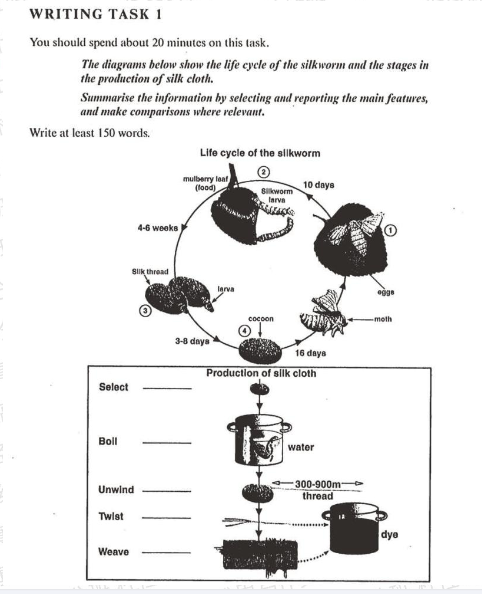 WRITING TASK 1
You should spend about 20 minutes on this task.
The diagrams below show the life cycle of the silkworm and the stages in
the production of silk cloth.
Summarise the information by selecting and reporting the main features,
and make comparisons where relevant.
Write at least 150 words.
Life cycle of the silkworm
2
mulberry leaf
(food)
Silkworm
larva
10 days
1
4-6 weeks
eggs
Silk thread
larva
3
cocoon
4
moth
3-8 days
16 days
Production of silk cloth
Select
Boil
water
Unwind
300-900m
thread
Twist
dye
Weave